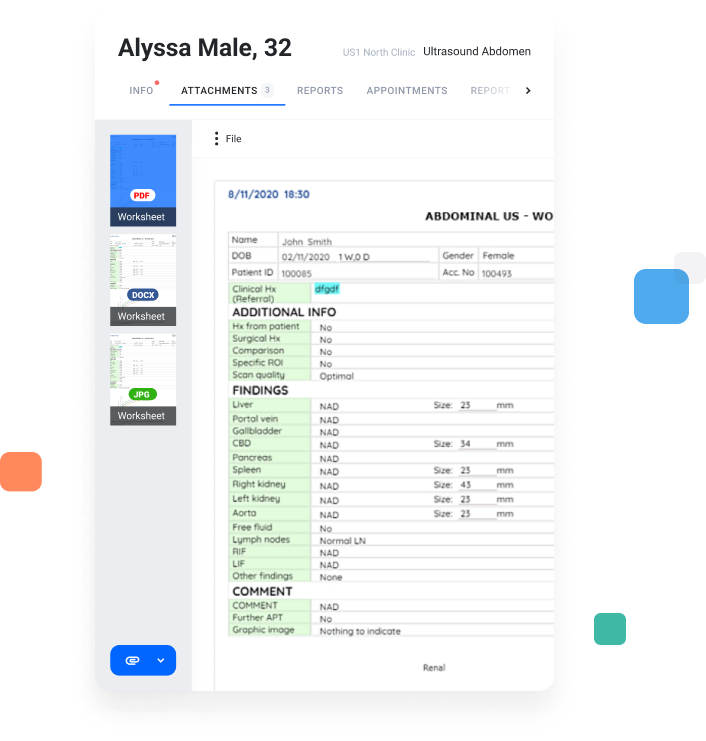 Alyssa Male, 32
US1 North Clinic Ultrasound Abdomen
INFO ATTACHMENTS 3 REPORTS APPOINTMENTS REPORT
File
PDF
Worksheet
DOCX
Worksheet
JPG
Worksheet
8/11/2020 18:30
ABDOMINAL US - WO
Name John Smith
DOB 02/11/2020 1 W,0 D Gender Female
Patient ID 100085 Acc. No 100493
Clinical Hx dfgdf
(Referral)
ADDITIONAL INFO
Hx from patient No
Surgical Hx No
Comparison No
Specific ROI No
Scan quality Optimal
FINDINGS
Liver NAD Size: 23 mm
Portal vein NAD
Gallbladder NAD
CBD NAD Size: 34 mm
Pancreas NAD
Spleen NAD Size: 23 mm
Right kidney NAD Size: 43 mm
Left kidney NAD Size: 23 mm
Aorta NAD Size: 23 mm
Free fluid No
Lymph nodes Normal LN
RIF NAD
LIF NAD
Other findings None
COMMENT
COMMENT NAD
Further APT No
Graphic image Nothing to indicate
Renal